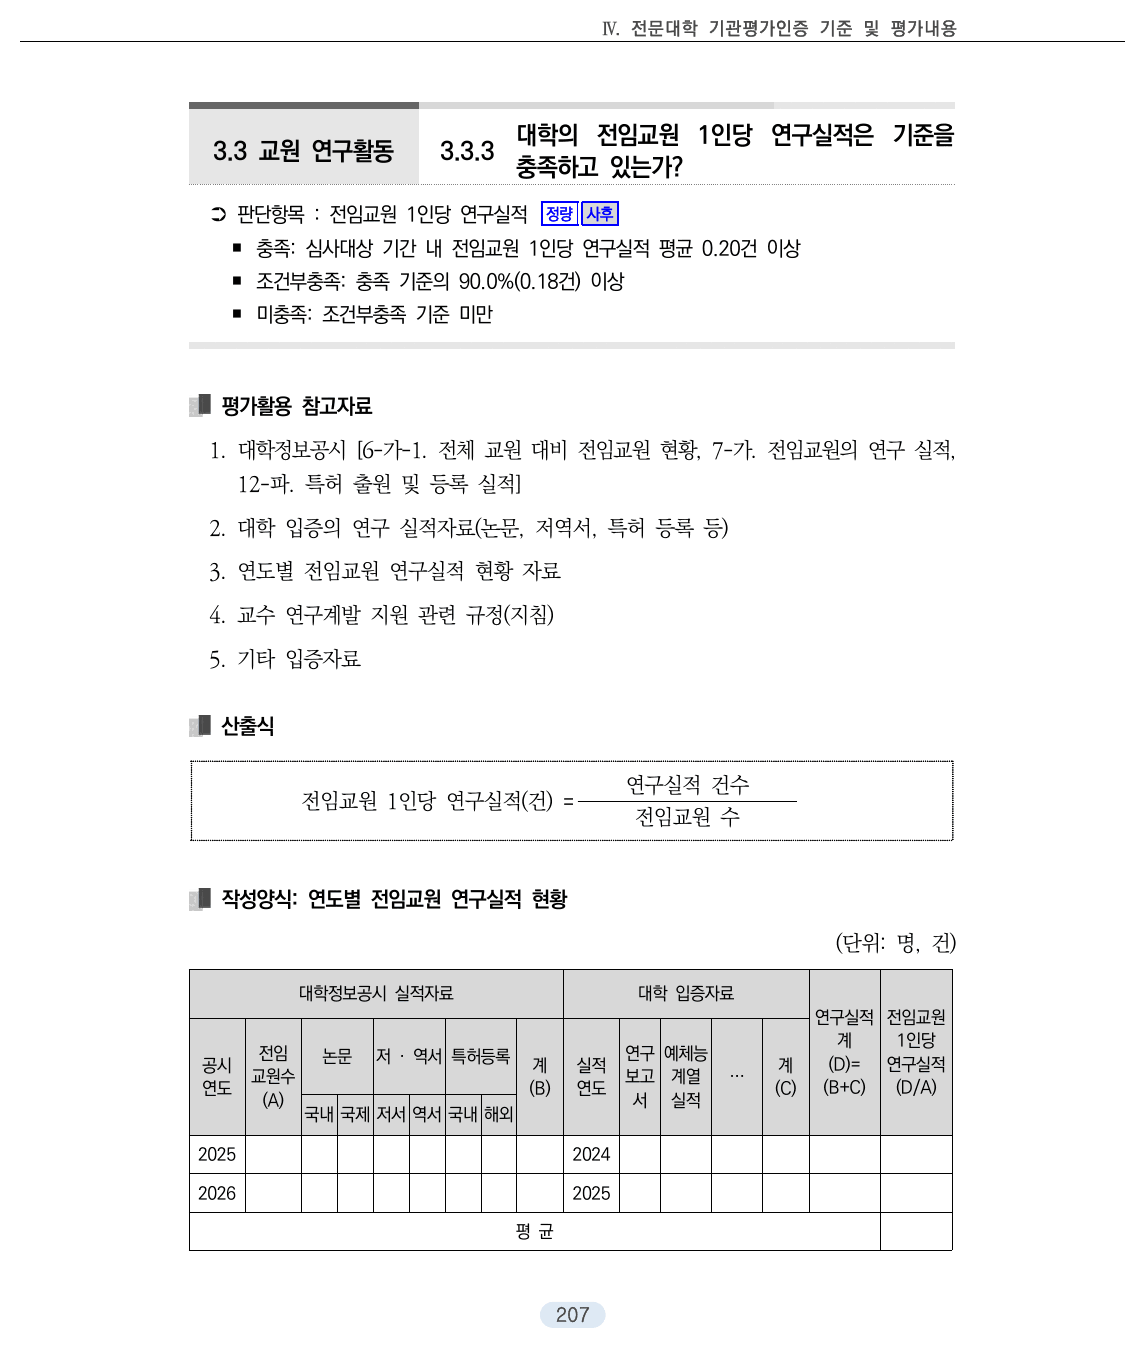 Ⅳ. 전문대학 기관평가인증 기준 및 평가내용
3.3 교원 연구활동
3.3.3
대학의 전임교원 1인당 연구실적은 기준을
충족하고 있는가?
➲ 판단항목 : 전임교원 1인당 연구실적 정량 사후
■ 충족: 심사대상 기간 내 전임교원 1인당 연구실적 평균 0.20건 이상
■ 조건부충족: 충족 기준의 90.0%(0.18건) 이상
■ 미충족: 조건부충족 기준 미만
평가활용 참고자료
1. 대학정보공시 [6-가-1. 전체 교원 대비 전임교원 현황, 7-가. 전임교원의 연구 실적,
12-파. 특허 출원 및 등록 실적]
2. 대학 입증의 연구 실적자료(논문, 저역서, 특허 등록 등)
3. 연도별 전임교원 연구실적 현황 자료
4. 교수 연구계발 지원 관련 규정(지침)
5. 기타 입증자료
산출식
연구실적 건수
전임교원 1인당 연구실적(건) =
전임교원 수
작성양식: 연도별 전임교원 연구실적 현황
(단위: 명, 건)
대학정보공시 실적자료
대학 입증자료
연구실적
계
(D)=
(B+C)
전임교원
1인당
연구실적
(D/A)
공시
연도
전임
교원수
(A)
논문
저·역서
특허등록
계
(B)
실적
연도
연구
보고
서
예체능
계열
실적
…
계
(C)
국내 국제 저서 역서 국내 해외
2025 2024
2026 2025
평 균
207